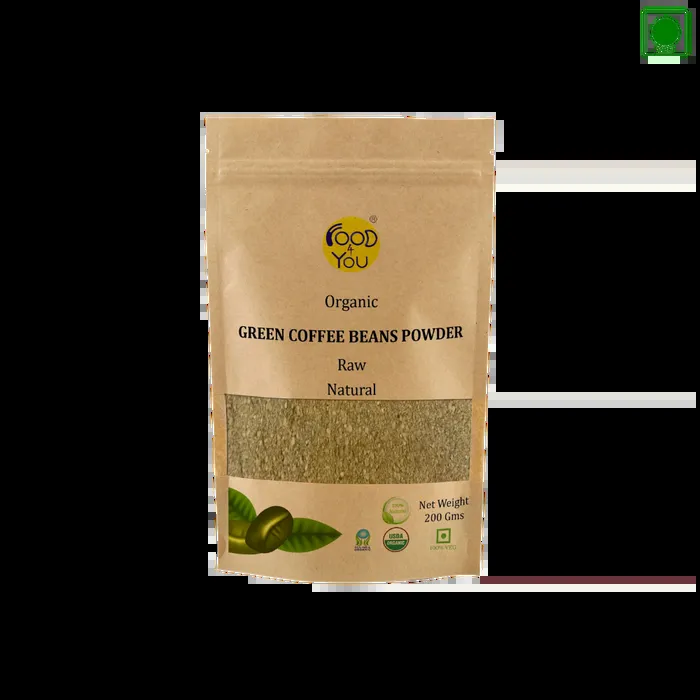 ®
FOOD
4
YOU
Organic
GREEN COFFEE BEANS POWDER
Raw
Natural
Net Weight
200 Gms
USDA
ORGANIC